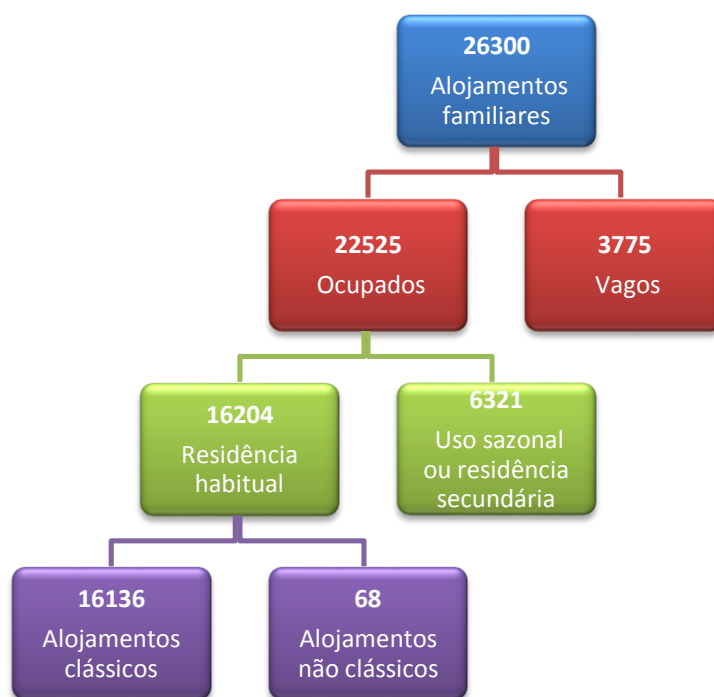 26300
Alojamentos
familiares
22525
Ocupados
3775
Vagos
16204
Residência
habitual
6321
Uso sazonal
ou residência
secundária
16136
Alojamentos
clássicos
68
Alojamentos
não clássicos